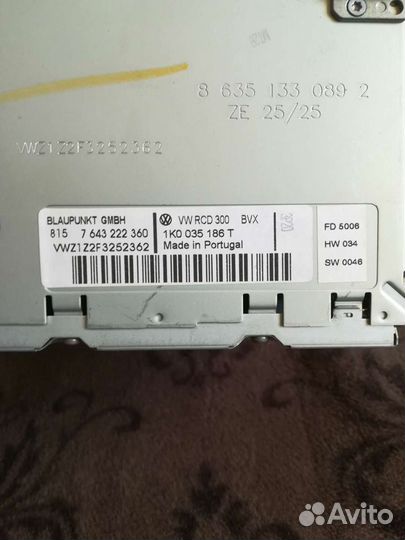 8 635 133 089 2
ZE 25/25
VWZ1Z2F3252362
BLAUPUNKT GMBH
815 7 643 222 360
VWZ1Z2F3252362
VW RCD 300 BVX
1K0 035 186 T
Made in Portugal
FD 5006
HW 034
SW 0046
Avito